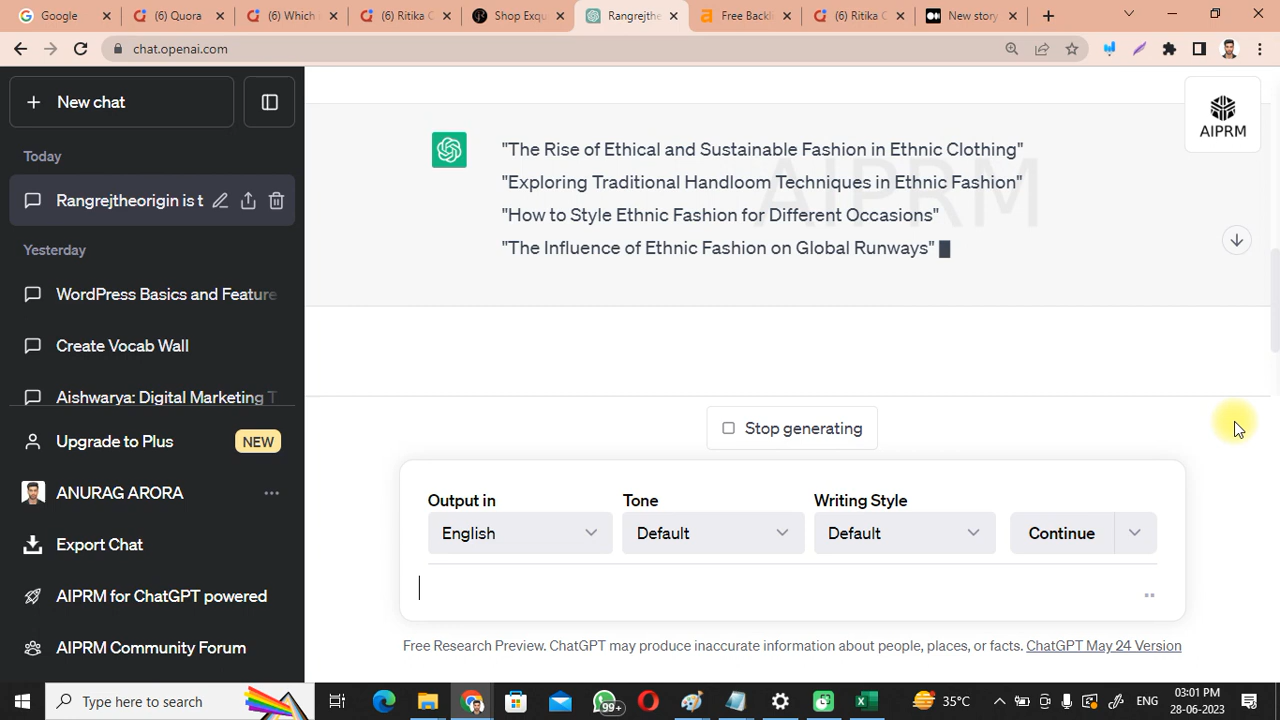 Google
(6) Quora
(6) Which
(6) Ritika C
Shop Exqu
Rangrejthe
Free Backli
(6) Ritika C
New story
chat.openai.com
New chat
Today
Rangrejtheorigin is t
Yesterday
WordPress Basics and Feature
Create Vocab Wall
Aishwarya: Digital Marketing T
Upgrade to Plus
NEW
ANURAG ARORA
Export Chat
AIPRM for ChatGPT powered
AIPRM Community Forum
AIPRM
AIPRM
"The Rise of Ethical and Sustainable Fashion in Ethnic Clothing"
"Exploring Traditional Handloom Techniques in Ethnic Fashion"
"How to Style Ethnic Fashion for Different Occasions"
"The Influence of Ethnic Fashion on Global Runways"
Stop generating
Output in
Tone
Writing Style
English
Default
Default
Continue
Free Research Preview. ChatGPT may produce inaccurate information about people, places, or facts. ChatGPT May 24 Version
Type here to search
99+
35°C
ENG
03:01 PM
28-06-2023